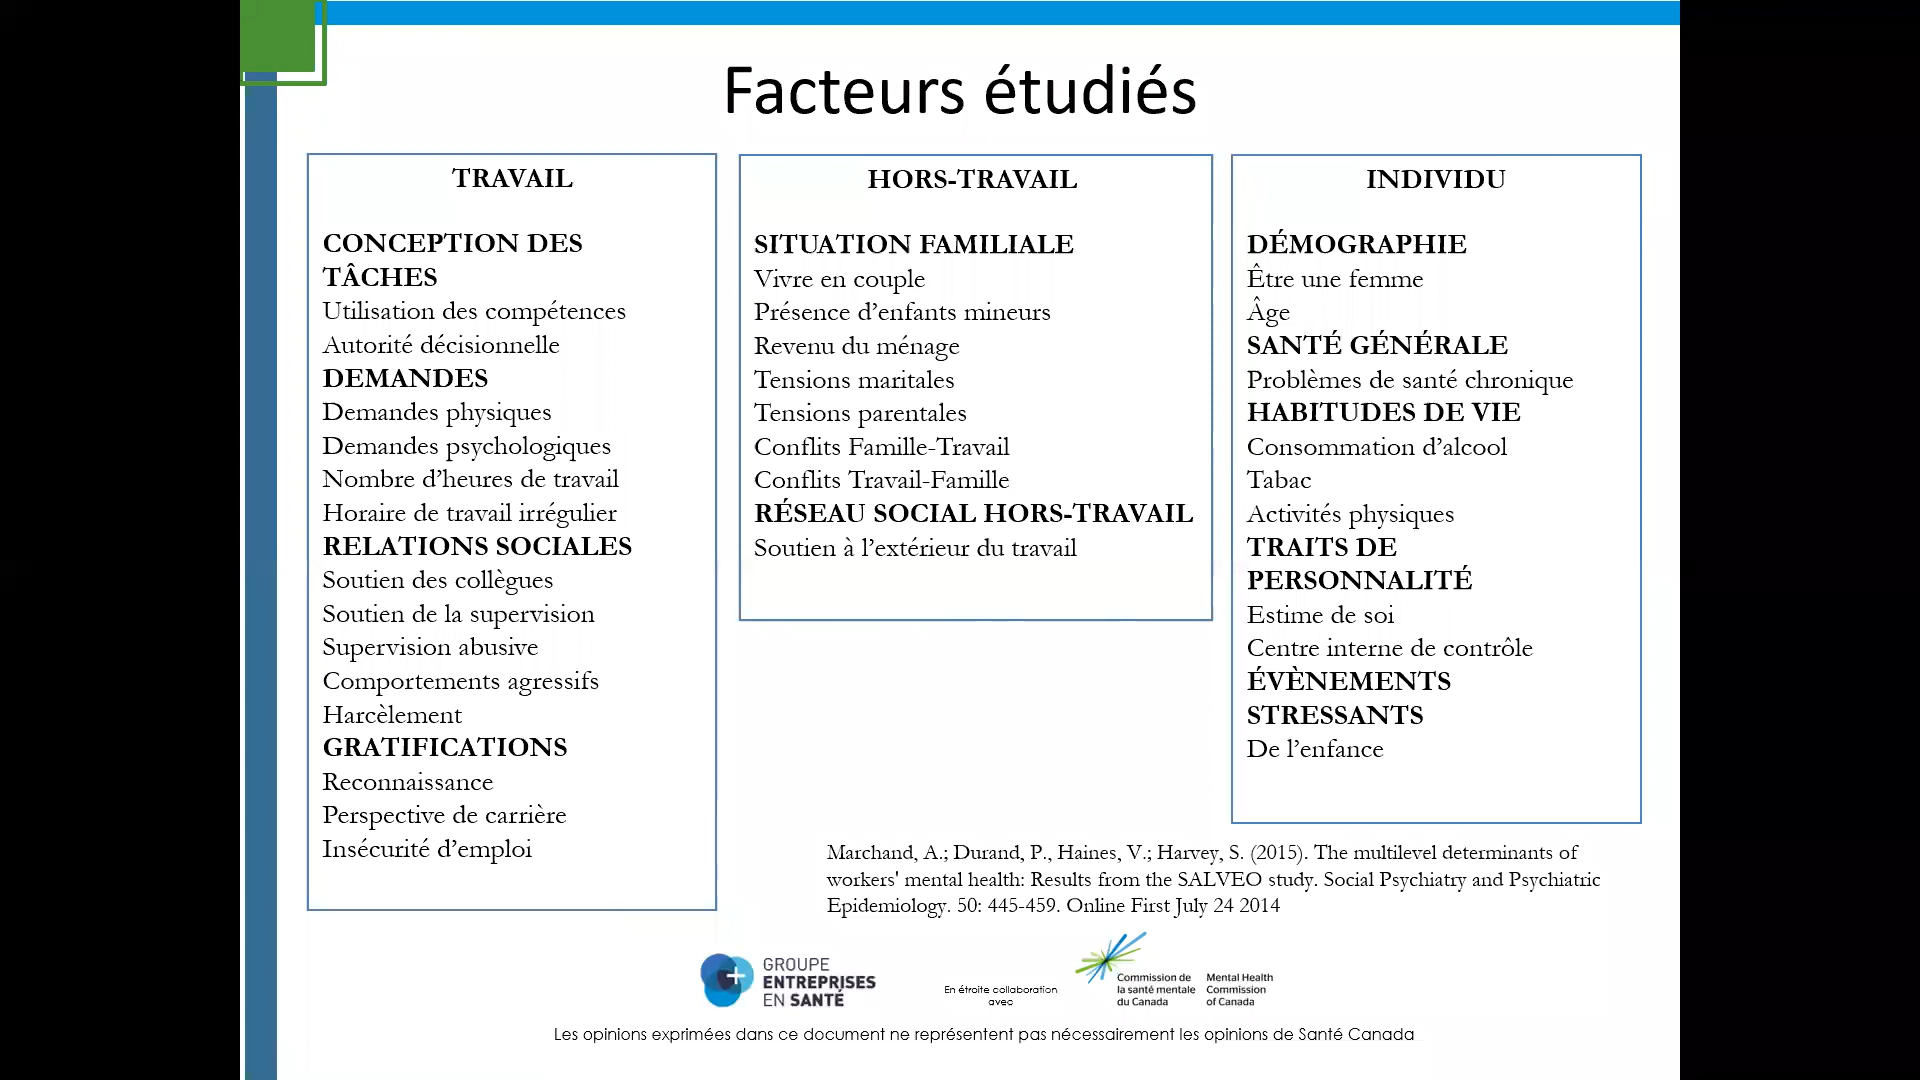 Facteurs étudiés
TRAVAIL
CONCEPTION DES
TÂCHES
Utilisation des compétences
Autorité décisionnelle
DEMANDES
Demandes physiques
Demandes psychologiques
Nombre d’heures de travail
Horaire de travail irrégulier
RELATIONS SOCIALES
Soutien des collègues
Soutien de la supervision
Supervision abusive
Comportements agressifs
Harcèlement
GRATIFICATIONS
Reconnaissance
Perspective de carrière
Insécurité d’emploi
HORS-TRAVAIL
SITUATION FAMILIALE
Vivre en couple
Présence d’enfants mineurs
Revenu du ménage
Tensions maritales
Tensions parentales
Conflits Famille-Travail
Conflits Travail-Famille
RÉSEAU SOCIAL HORS-TRAVAIL
Soutien à l’extérieur du travail
INDIVIDU
DÉMOGRAPHIE
Être une femme
Âge
SANTÉ GÉNÉRALE
Problèmes de santé chronique
HABITUDES DE VIE
Consommation d’alcool
Tabac
Activités physiques
TRAITS DE
PERSONNALITÉ
Estime de soi
Centre interne de contrôle
ÉVÈNEMENTS
STRESSANTS
De l’enfance
Marchand, A.; Durand, P., Haines, V.; Harvey, S. (2015). The multilevel determinants of
workers' mental health: Results from the SALVEO study. Social Psychiatry and Psychiatric
Epidemiology. 50: 445-459. Online First July 24 2014
GROUPE
ENTREPRISES
EN SANTÉ
En étroite collaboration
avec
Commission de
la santé mentale
du Canada
Mental Health
Commission
of Canada
Les opinions exprimées dans ce document ne représentent pas nécessairement les opinions de Santé Canada